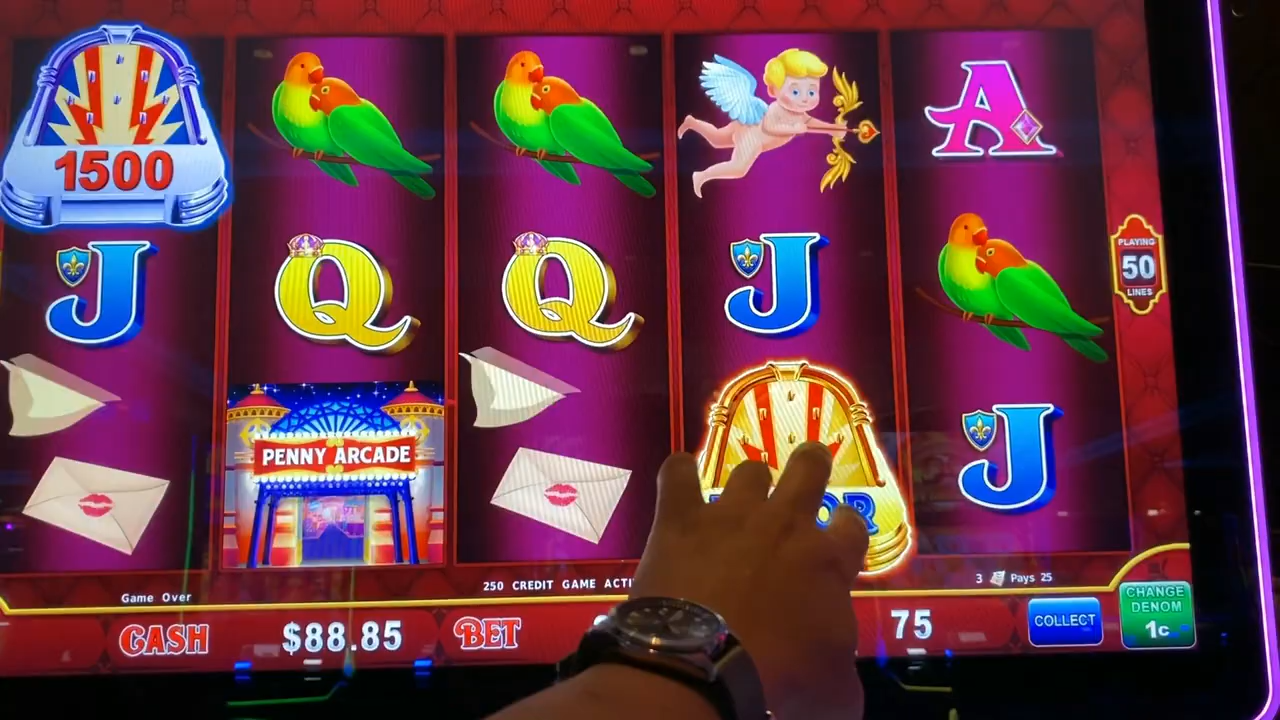 1500
A
J
Q
Q
J
PLAYING
50
LINES
PENNY ARCADE
J
250 CREDIT GAME
3 Pays 25
Game Over
CASH
$88.85
BET
75
COLLECT
CHANGE
DENOM
1c